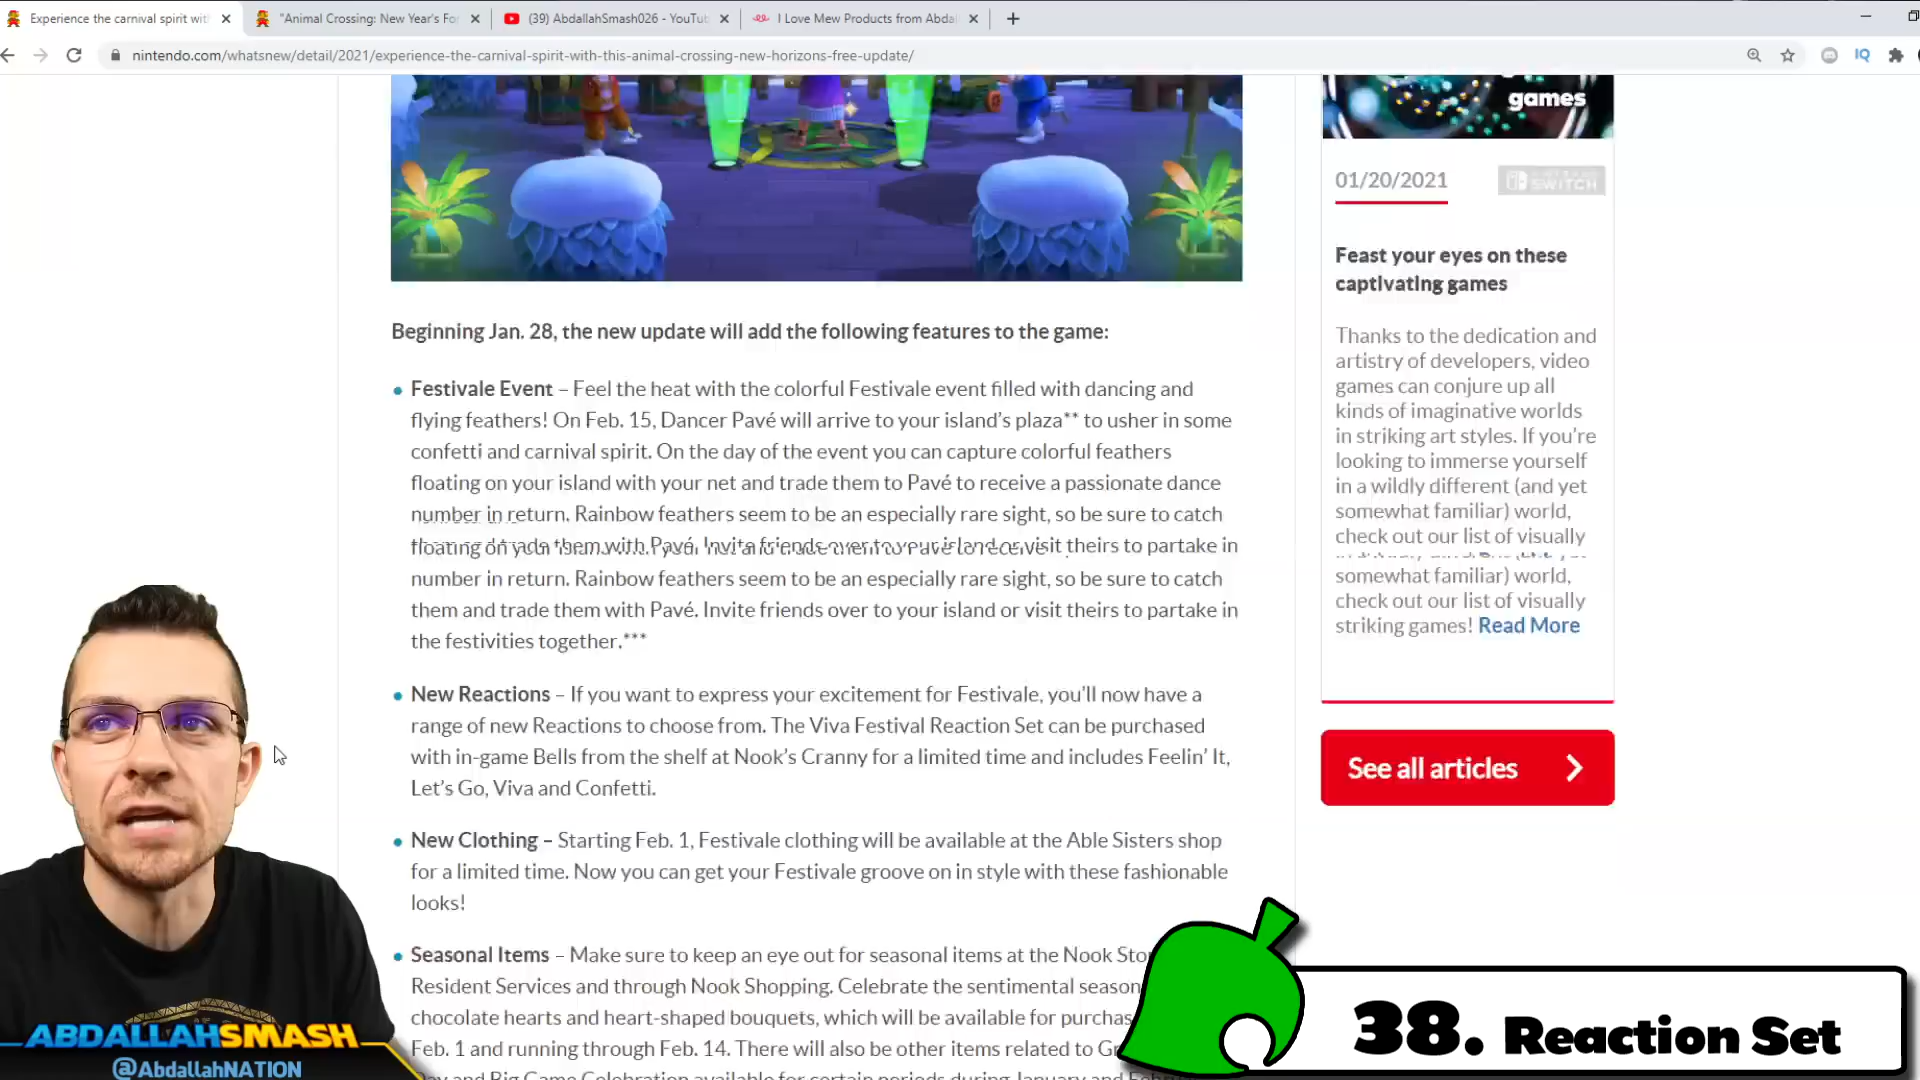 Experience the carnival spirit wit
"Animal Crossing: New Year's Fo
(39) AbdallahSmash026 - YouTu
I Love Mew Products from Abda
nintendo.com/whatsnew/detail/2021/experience-the-carnival-spirit-with-this-animal-crossing-new-horizons-free-update/
IQ
games
01/20/2021
SWITCH
Feast your eyes on these
captivating games
Thanks to the dedication and
artistry of developers, video
games can conjure up all
kinds of imaginative worlds
in striking art styles. If you're
looking to immerse yourself
in a wildly different (and yet
somewhat familiar) world,
check out our list of visually
somewhat familiar) world,
check out our list of visually
striking games! Read More
See all articles
Beginning Jan. 28, the new update will add the following features to the game:
• Festivale Event – Feel the heat with the colorful Festivale event filled with dancing and
flying feathers! On Feb. 15, Dancer Pavé will arrive to your island's plaza** to usher in some
confetti and carnival spirit. On the day of the event you can capture colorful feathers
floating on your island with your net and trade them to Pavé to receive a passionate dance
number in return. Rainbow feathers seem to be an especially rare sight, so be sure to catch
visit theirs to partake in
number in return. Rainbow feathers seem to be an especially rare sight, so be sure to catch
them and trade them with Pavé. Invite friends over to your island or visit theirs to partake in
the festivities together.***
• New Reactions – If you want to express your excitement for Festivale, you'll now have a
range of new Reactions to choose from. The Viva Festival Reaction Set can be purchased
with in-game Bells from the shelf at Nook's Cranny for a limited time and includes Feelin' It,
Let's Go, Viva and Confetti.
• New Clothing – Starting Feb. 1, Festivale clothing will be available at the Able Sisters shop
for a limited time. Now you can get your Festivale groove on in style with these fashionable
looks!
• Seasonal Items – Make sure to keep an eye out for seasonal items at the Nook Sto
Resident Services and through Nook Shopping. Celebrate the sentimental season
chocolate hearts and heart-shaped bouquets, which will be available for purchas
Feb. 1 and running through Feb. 14. There will also be other items related to Gr
Day and Big Game Celebration available for certain periods during January and Feb
38. Reaction Set
ABDALLAHSMASH
@AbdallahNATION